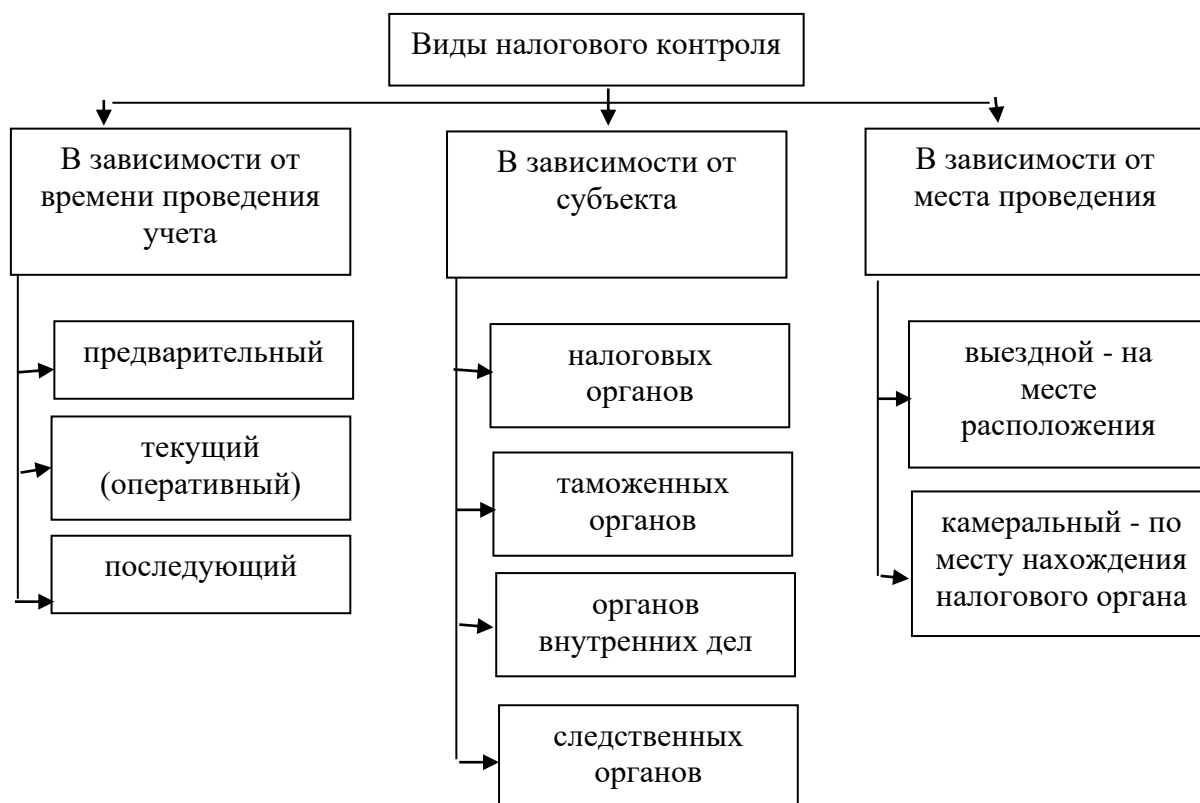 Виды налогового контроля
В зависимости от
времени проведения
учета
предварительный
текущий
(оперативный)
последующий
В зависимости от
субъекта
налоговых
органов
таможенных
органов
органов
внутренних дел
следственных
органов
В зависимости от
места проведения
выездной - на
месте
расположения
камеральный - по
месту нахождения
налогового органа